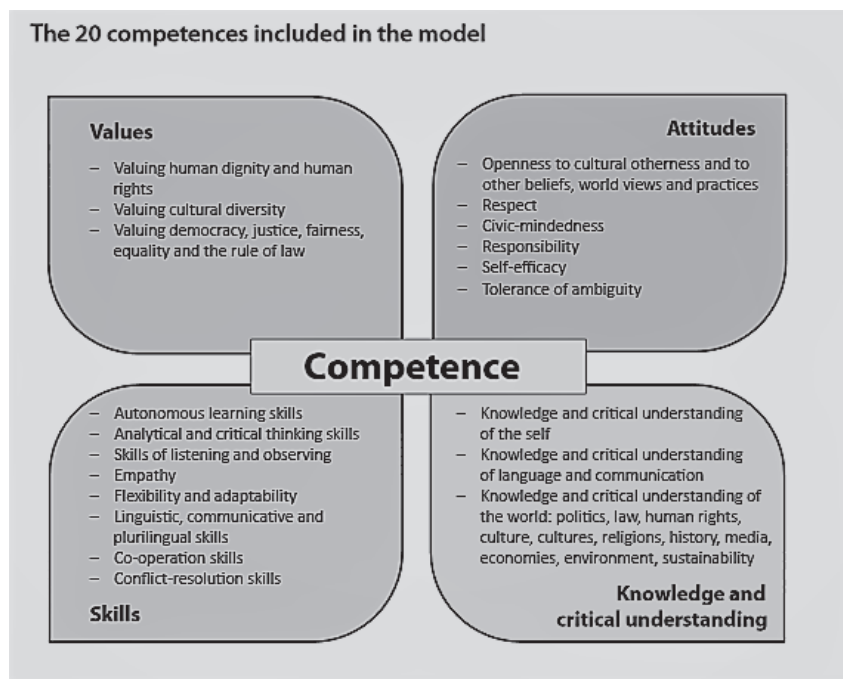 The 20 competences included in the model
Values
– Valuing human dignity and human
rights
– Valuing cultural diversity
– Valuing democracy, justice, fairness,
equality and the rule of law
Attitudes
– Openness to cultural otherness and to
other beliefs, world views and practices
– Respect
– Civic-mindedness
– Responsibility
– Self-efficacy
– Tolerance of ambiguity
Competence
– Autonomous learning skills
– Analytical and critical thinking skills
– Skills of listening and observing
– Empathy
– Flexibility and adaptability
– Linguistic, communicative and
plurilingual skills
– Co-operation skills
– Conflict-resolution skills
Skills
– Knowledge and critical understanding
of the self
– Knowledge and critical understanding
of language and communication
– Knowledge and critical understanding of
the world: politics, law, human rights,
culture, cultures, religions, history, media,
economies, environment, sustainability
Knowledge and
critical understanding